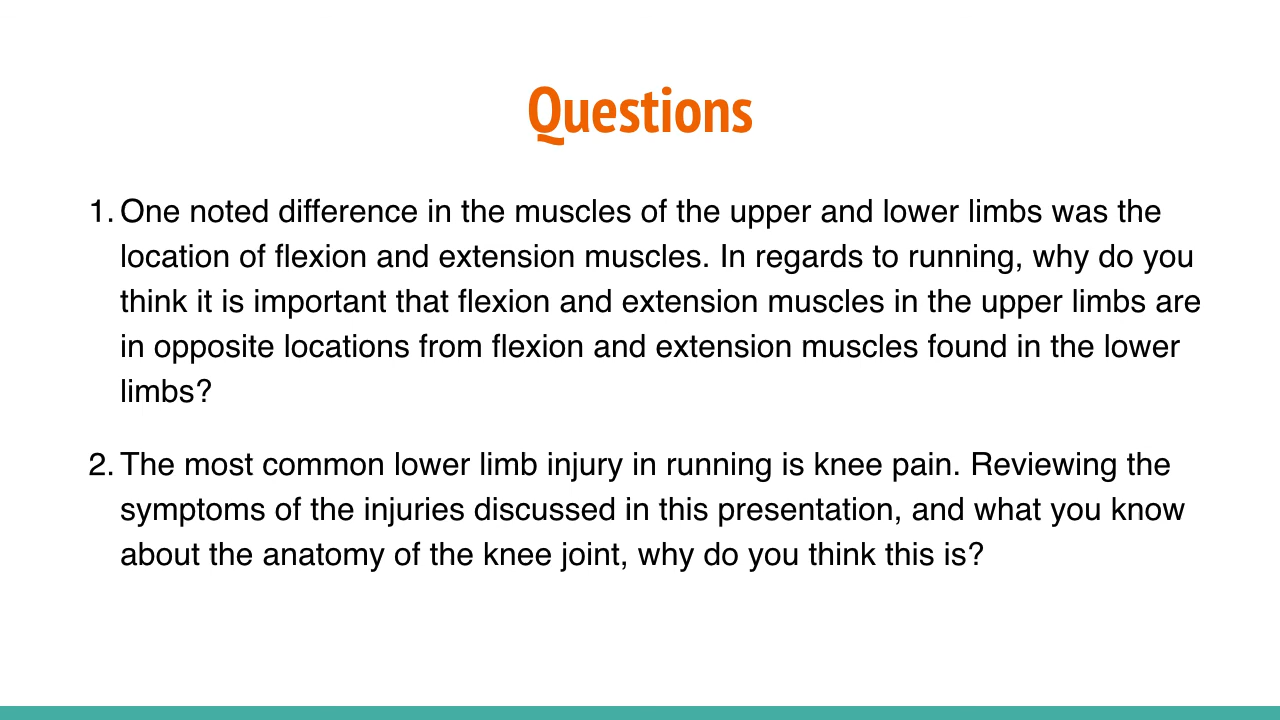 Questions
1. One noted difference in the muscles of the upper and lower limbs was the
location of flexion and extension muscles. In regards to running, why do you
think it is important that flexion and extension muscles in the upper limbs are
in opposite locations from flexion and extension muscles found in the lower
limbs?
2. The most common lower limb injury in running is knee pain. Reviewing the
symptoms of the injuries discussed in this presentation, and what you know
about the anatomy of the knee joint, why do you think this is?